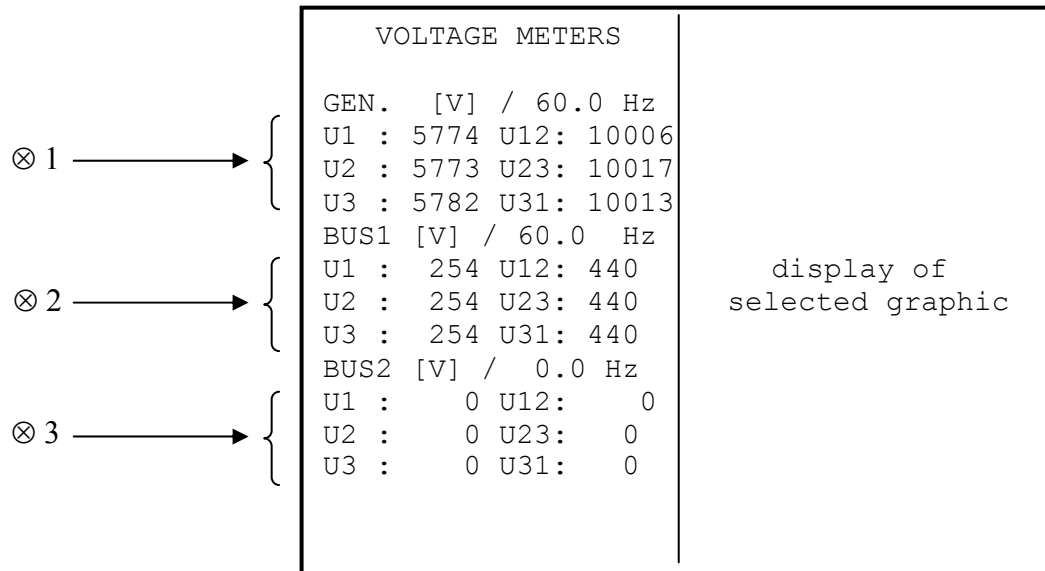 VOLTAGE METERS
GEN. [V] / 60.0 Hz
⊗ 1
U1 : 5774 U12: 10006
U2 : 5773 U23: 10017
U3 : 5782 U31: 10013
BUS1 [V] / 60.0 Hz
⊗ 2
U1 : 254 U12: 440
U2 : 254 U23: 440
U3 : 254 U31: 440
BUS2 [V] / 0.0 Hz
⊗ 3
U1 : 0 U12: 0
U2 : 0 U23: 0
U3 : 0 U31: 0
display of
selected graphic